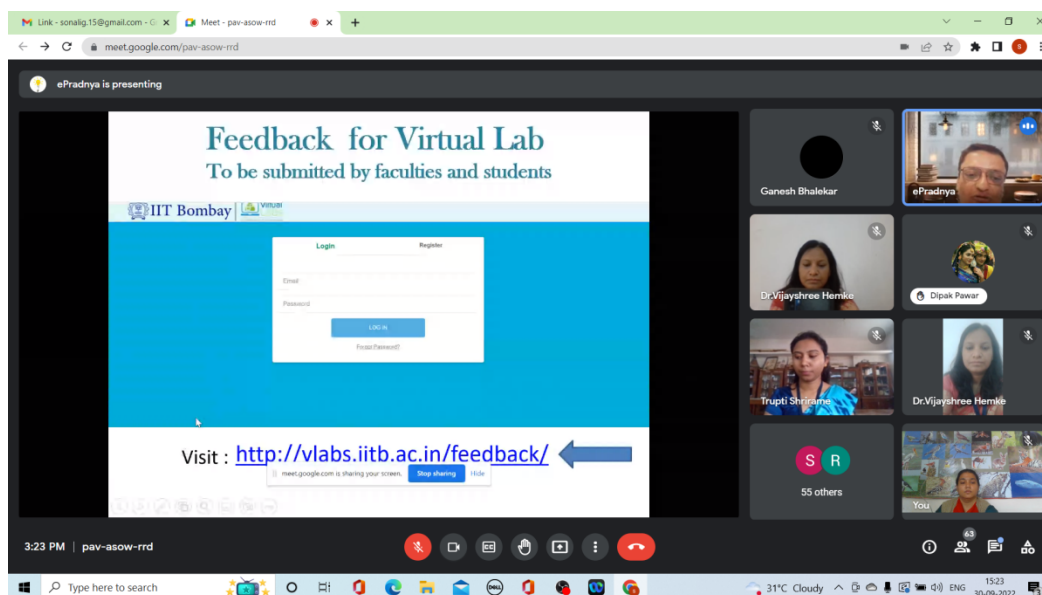 Link - sonalig.15@gmail.com - G
Meet - pav-asow-rrd
meet.google.com/pav-asow-rrd
S
ePradnya is presenting
Feedback for Virtual Lab
To be submitted by faculties and students
IIT Bombay
Virtual
Login Register
Email
Password
LOG IN
Forgot Password?
Visit : http://vlabs.iitb.ac.in/feedback/
meet.google.com is sharing your screen. Stop sharing Hide
Ganesh Bhalekar
ePradnya
Dr.Vijayshree Hemke
Dipak Pawar
Trupti Shrirame
Dr.Vijayshree Hemke
S R
55 others
You
3:23 PM | pav-asow-rrd
63
Type here to search
DELL
31°C Cloudy
ENG
15:23
30-09-2022